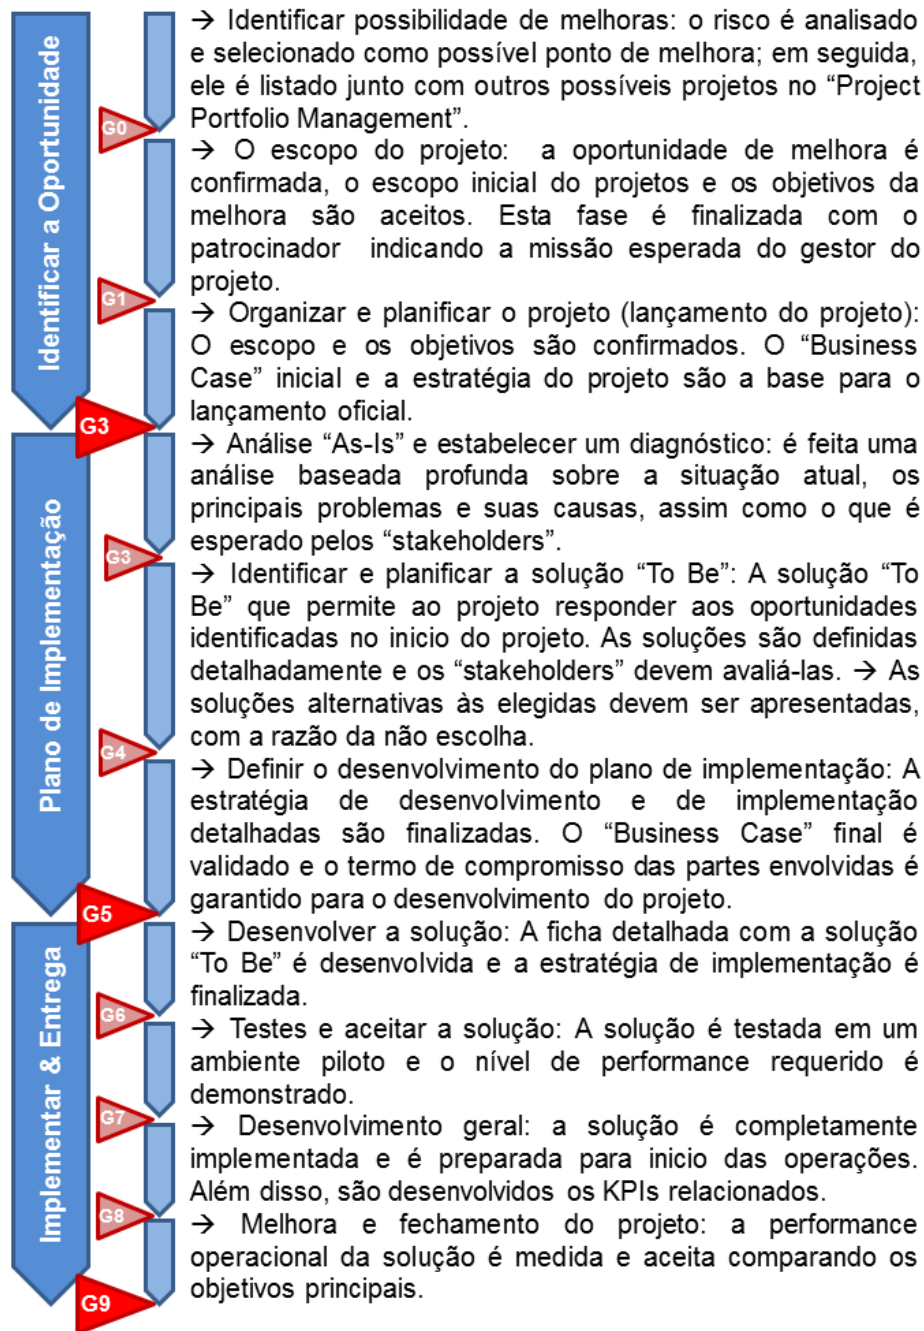 Identificar a Oportunidade
→ Identificar possibilidade de melhoras: o risco é analisado
e selecionado como possível ponto de melhora; em seguida,
ele é listado junto com outros possíveis projetos no “Project
Portfolio Management”.
G0
→ O escopo do projeto: a oportunidade de melhora é
confirmada, o escopo inicial do projetos e os objetivos da
melhora são aceitos. Esta fase é finalizada com o
patrocinador indicando a missão esperada do gestor do
projeto.
G1
→ Organizar e planificar o projeto (lançamento do projeto):
O escopo e os objetivos são confirmados. O “Business
Case” inicial e a estratégia do projeto são a base para o
lançamento oficial.
G3
Plano de Implementação
→ Análise “As-Is” e estabelecer um diagnóstico: é feita uma
análise baseada profunda sobre a situação atual, os
principais problemas e suas causas, assim como o que é
esperado pelos “stakeholders”.
G3
→ Identificar e planificar a solução “To Be”: A solução “To
Be” que permite ao projeto responder aos oportunidades
identificadas no inicio do projeto. As soluções são definidas
detalhadamente e os “stakeholders” devem avaliá-las. → As
soluções alternativas às elegidas devem ser apresentadas,
com a razão da não escolha.
G4
→ Definir o desenvolvimento do plano de implementação: A
estratégia de desenvolvimento e de implementação
detalhadas são finalizadas. O “Business Case” final é
validado e o termo de compromisso das partes envolvidas é
garantido para o desenvolvimento do projeto.
G5
Implementar & Entrega
→ Desenvolver a solução: A ficha detalhada com a solução
“To Be” é desenvolvida e a estratégia de implementação é
finalizada.
G6
→ Testes e aceitar a solução: A solução é testada em um
ambiente piloto e o nível de performance requerido é
demonstrado.
G7
→ Desenvolvimento geral: a solução é completamente
implementada e é preparada para inicio das operações.
Além disso, são desenvolvidos os KPIs relacionados.
G8
→ Melhora e fechamento do projeto: a performance
operacional da solução é medida e aceita comparando os
objetivos principais.
G9